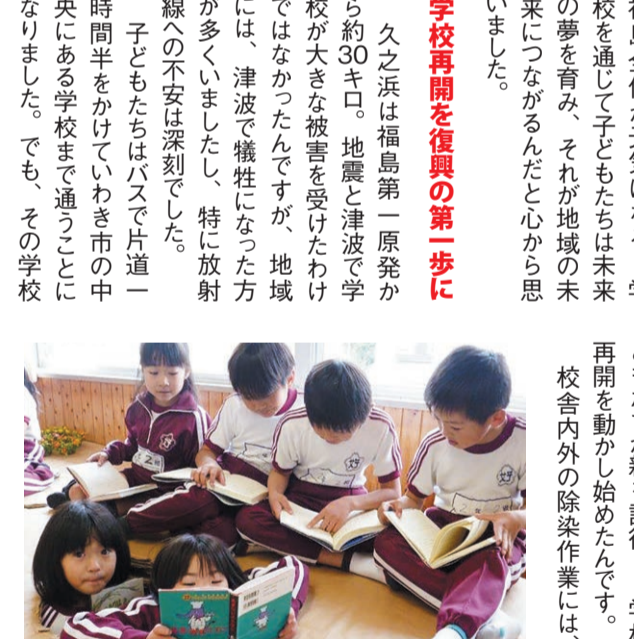 校を通じて子どもたちは未来
の夢を育み、それが地域の未
来につながるんだと心から思
いました。
学校再開を復興の第一歩に
久之浜は福島第一原発か
ら約30キロ。地震と津波で学
校が大きな被害を受けたわけ
ではなかったんですが、地域
には、津波で犠牲になった方
が多くいましたし、特に放射
線への不安は深刻でした。
子どもたちはバスで片道一
時間半をかけていわき市の中
央にある学校まで通うことに
なりました。でも、その学校
再開を動かし始めたんです。
校舎内外の除染作業には